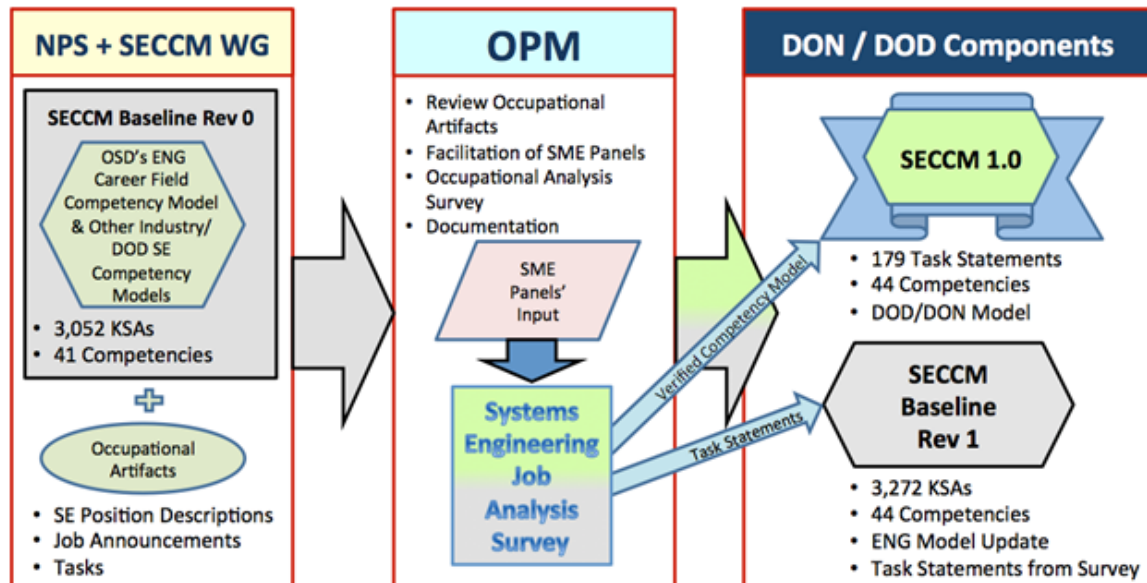 NPS + SECCM WG
SECCM Baseline Rev 0
OSD's ENG
Career Field
Competency Model
& Other Industry/
DOD SE
Competency
Models
• 3,052 KSAs
• 41 Competencies
+
Occupational
Artifacts
• SE Position Descriptions
• Job Announcements
• Tasks
OPM
• Review Occupational
Artifacts
• Facilitation of SME Panels
• Occupational Analysis
Survey
• Documentation
SME
Panels'
Input
Systems
Engineering
Job
Analysis
Survey
Verified Competency Model
Task Statements
DON / DOD Components
SECCM 1.0
• 179 Task Statements
• 44 Competencies
• DOD/DON Model
SECCM
Baseline
Rev 1
• 3,272 KSAs
• 44 Competencies
• ENG Model Update
• Task Statements from Survey